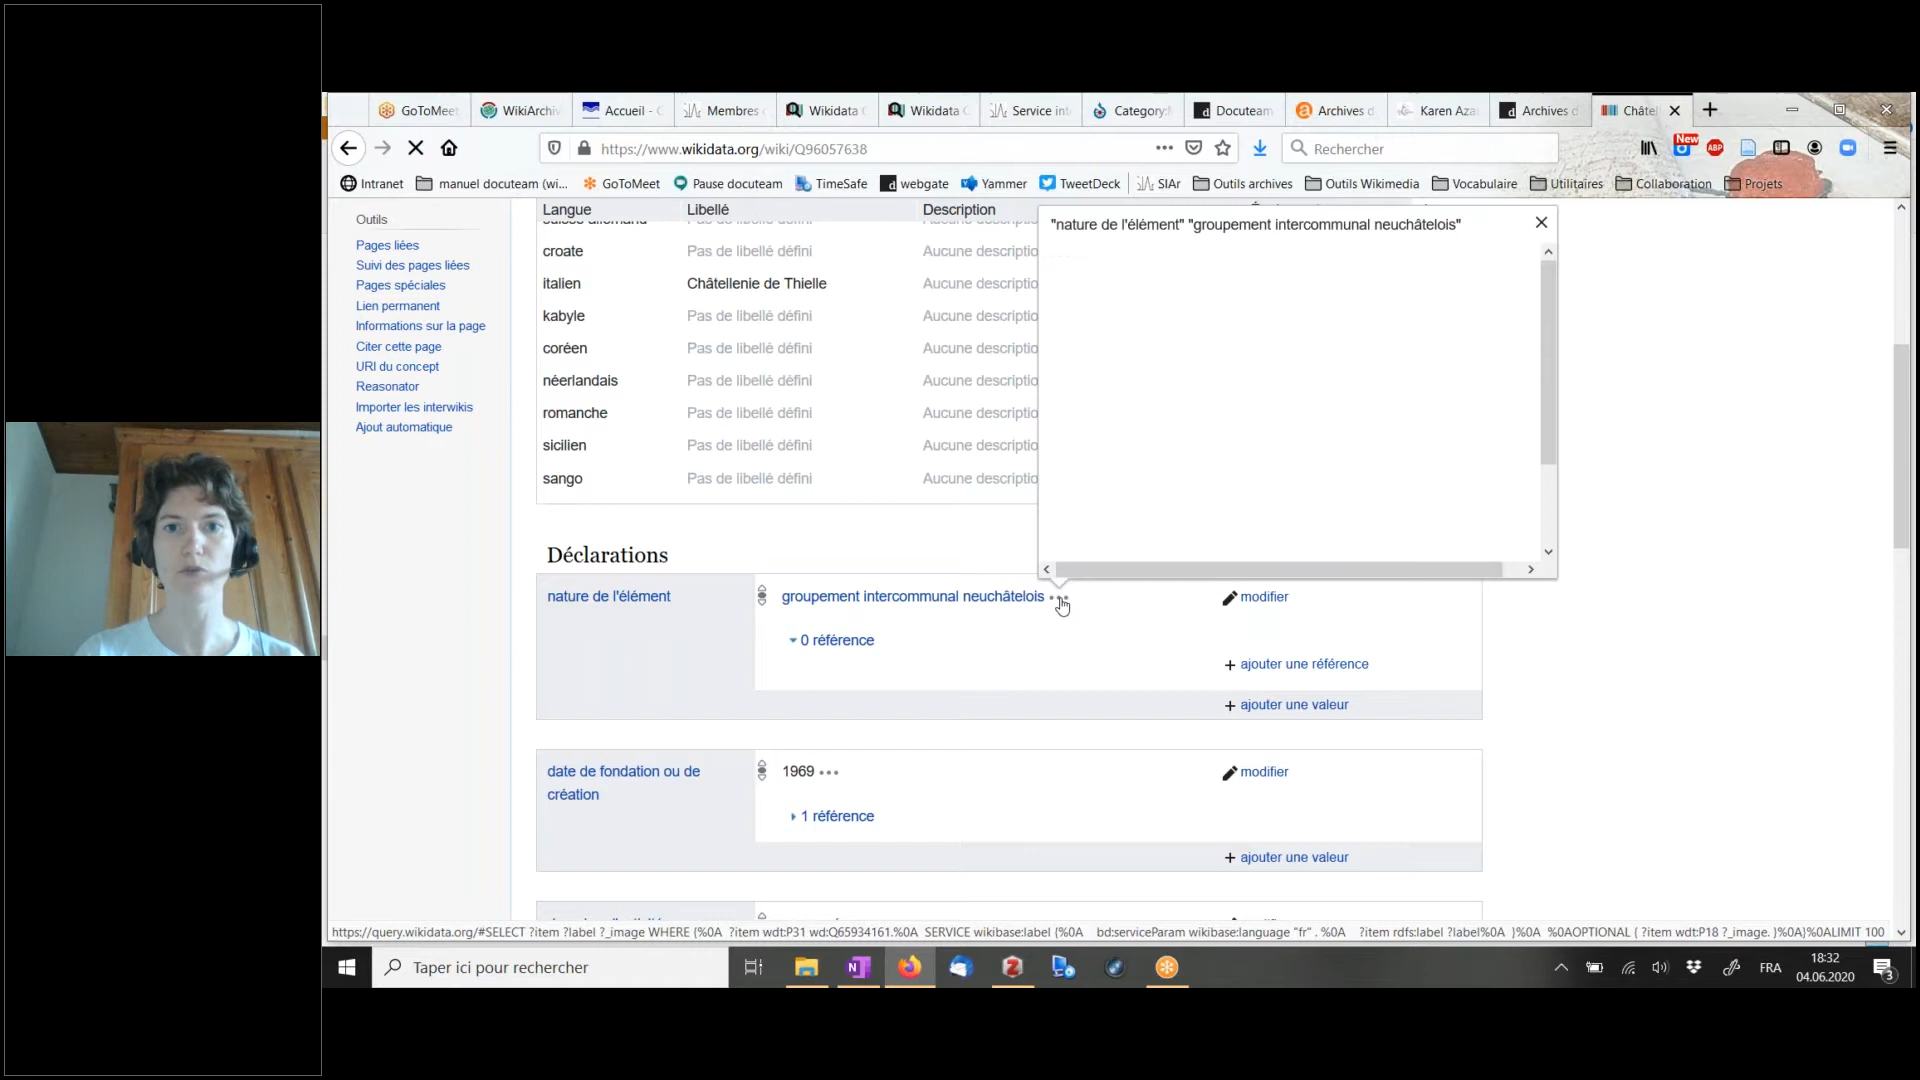 GoToMeet
WikiArchiv
Accueil - C
Membres
Wikidata
Wikidata
Service int
Category:
Docuteam
Archives d
Karen Aza
Archives d
Châtel
https://www.wikidata.org/wiki/Q96057638
Rechercher
New
ABP
Intranet
manuel docuteam (wi...
GoToMeet
Pause docuteam
TimeSafe
webgate
Yammer
TweetDeck
SIAr
Outils archives
Outils Wikimedia
Vocabulaire
Utilitaires
Collaboration
Projets
Outils
Pages liées
Suivi des pages liées
Pages spéciales
Lien permanent
Informations sur la page
Citer cette page
URI du concept
Reasonator
Importer les interwikis
Ajout automatique
Langue Libellé Description
suisse allemand Pas de libellé défini Aucune descriptio
croate Pas de libellé défini Aucune descriptio
italien Châtellenie de Thielle Aucune descriptio
kabyle Pas de libellé défini Aucune descriptio
coréen Pas de libellé défini Aucune descriptio
néerlandais Pas de libellé défini Aucune descriptio
romanche Pas de libellé défini Aucune descriptio
sicilien Pas de libellé défini Aucune descriptio
sango Pas de libellé défini Aucune descriptio
"nature de l'élément" "groupement intercommunal neuchâtelois"
Déclarations
nature de l'élément
groupement intercommunal neuchâtelois
modifier
0 référence
+ ajouter une référence
+ ajouter une valeur
date de fondation ou de
création
1969
modifier
1 référence
+ ajouter une valeur
https://query.wikidata.org/#SELECT ?item ?label ?_image WHERE {%0A ?item wdt:P31 wd:Q65934161.%0A SERVICE wikibase:label {%0A bd:serviceParam wikibase:language "fr" . %0A ?item rdfs:label ?label%0A }%0A %0AOPTIONAL { ?item wdt:P18 ?_image. }%0A}%0ALIMIT 100
Taper ici pour rechercher
FRA
18:32
04.06.2020
3